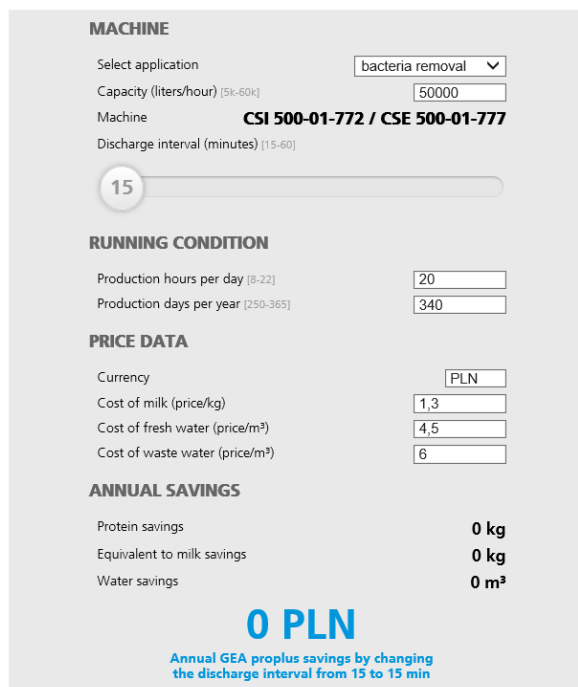 MACHINE
Select application bacteria removal
Capacity (liters/hour) [5k-60k] 50000
Machine CSI 500-01-772 / CSE 500-01-777
Discharge interval (minutes) [15-60]
15
RUNNING CONDITION
Production hours per day [8-22] 20
Production days per year [250-365] 340
PRICE DATA
Currency PLN
Cost of milk (price/kg) 1,3
Cost of fresh water (price/m³) 4,5
Cost of waste water (price/m³) 6
ANNUAL SAVINGS
Protein savings 0 kg
Equivalent to milk savings 0 kg
Water savings 0 m³
0 PLN
Annual GEA proplus savings by changing
the discharge interval from 15 to 15 min